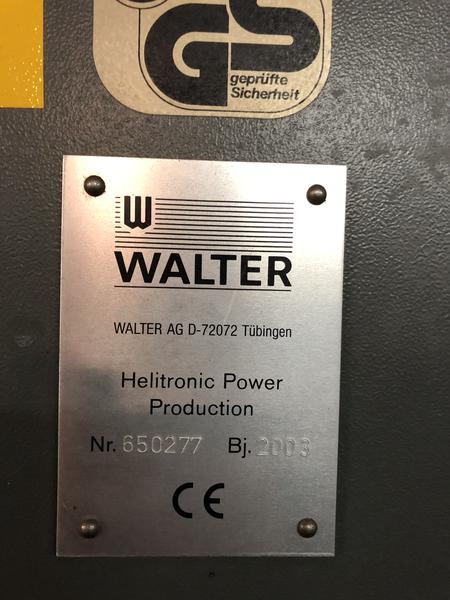 GS
geprüfte
Sicherheit
W
WALTER
WALTER AG D-72072 Tübingen
Helitronic Power
Production
Nr. 650277 Bj. 2003
CE